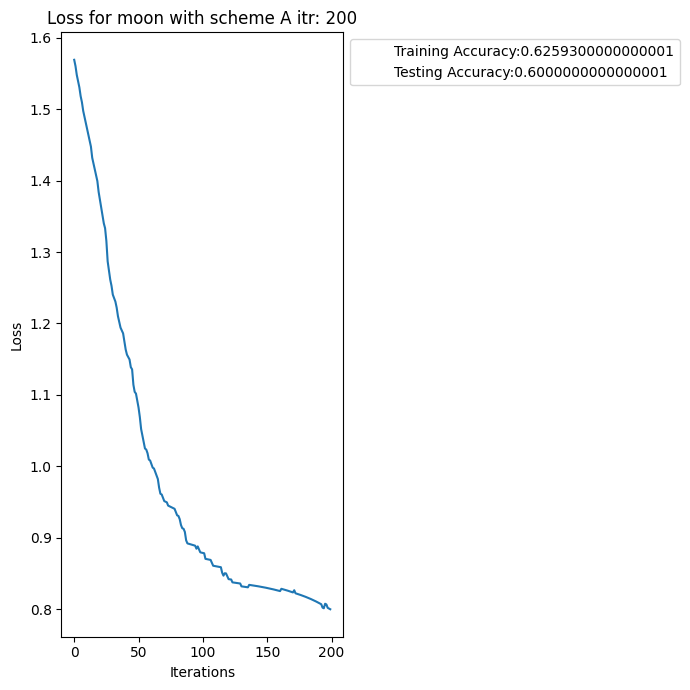 Loss for moon with scheme A itr: 200
Training Accuracy:0.6259300000000001
Testing Accuracy:0.6000000000000001
1.6
1.5
1.4
1.3
1.2
1.1
1.0
0.9
0.8
Loss
0 50 100 150 200
Iterations